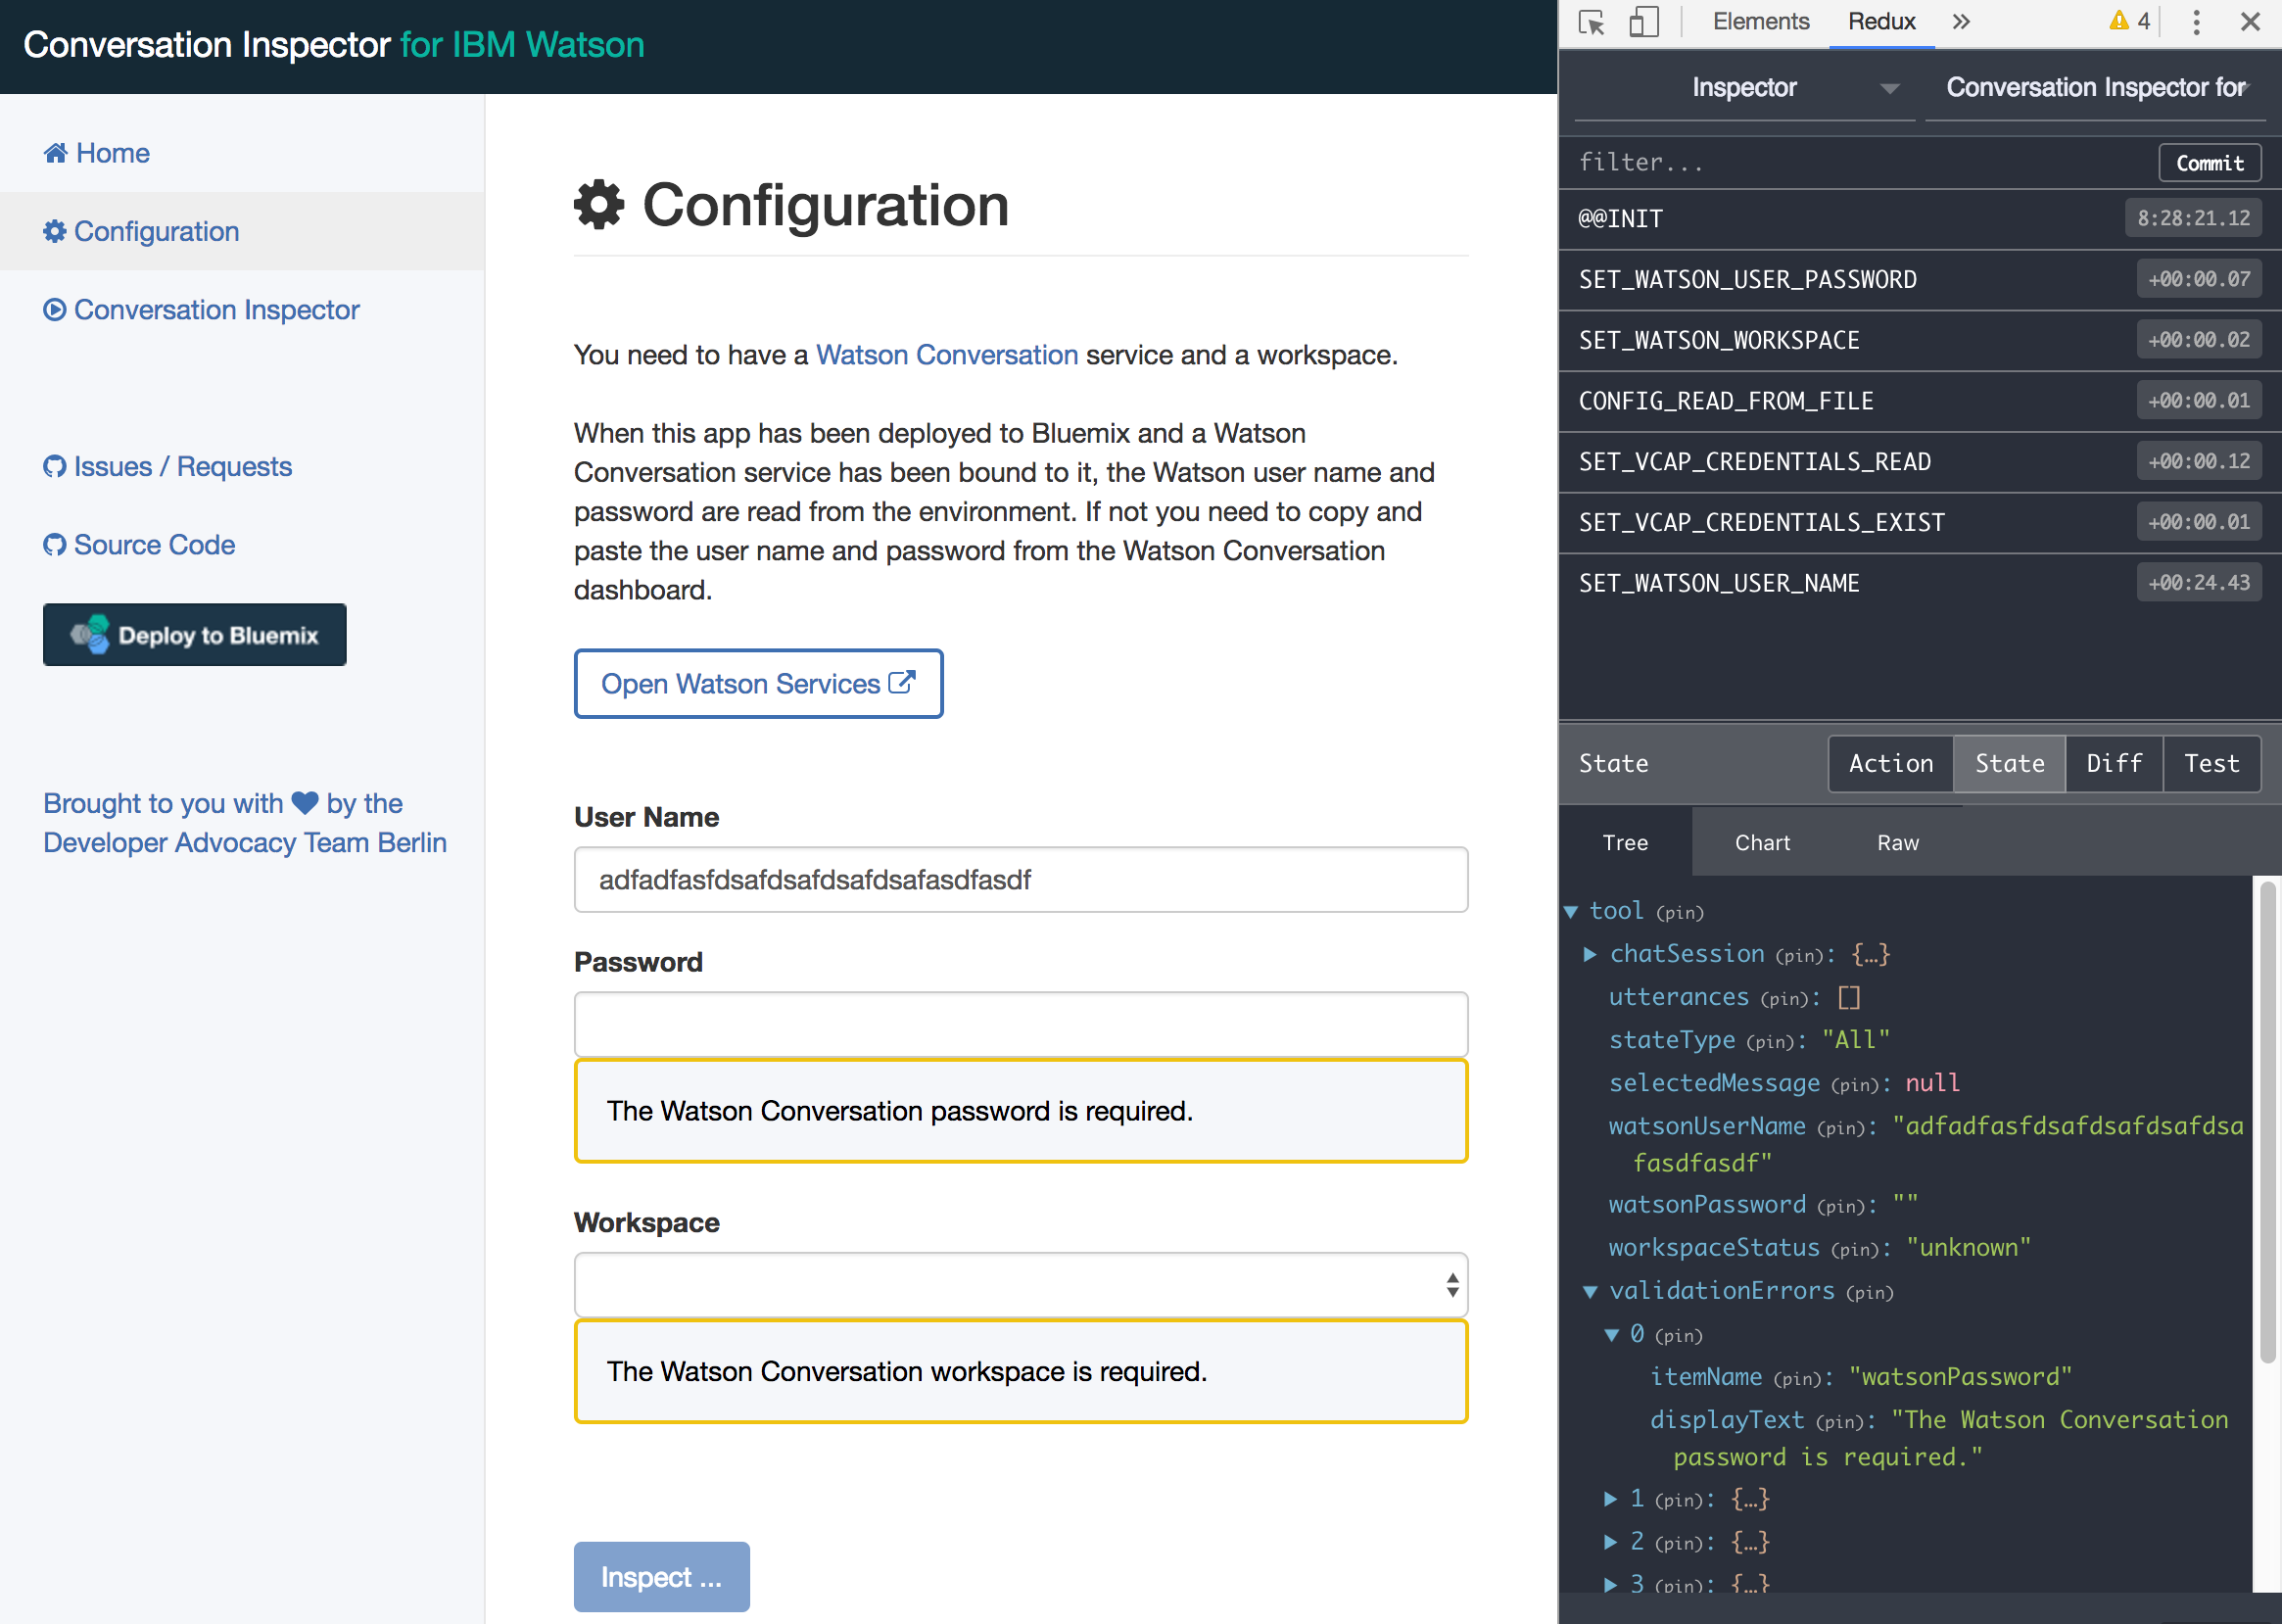 Conversation Inspector for IBM Watson
Home
Configuration
Conversation Inspector
Issues / Requests
Source Code
Deploy to Bluemix
Brought to you with by the
Developer Advocacy Team Berlin
Configuration
You need to have a Watson Conversation service and a workspace.
When this app has been deployed to Bluemix and a Watson
Conversation service has been bound to it, the Watson user name and
password are read from the environment. If not you need to copy and
paste the user name and password from the Watson Conversation
dashboard.
Open Watson Services
User Name
adfadfasfdsafdsafdsafdsafasdfasdf
Password
The Watson Conversation password is required.
Workspace
The Watson Conversation workspace is required.
Inspect ...
Elements Redux » 4
Inspector Conversation Inspector for
filter... Commit
@@INIT 8:28:21.12
SET_WATSON_USER_PASSWORD +00:00.07
SET_WATSON_WORKSPACE +00:00.02
CONFIG_READ_FROM_FILE +00:00.01
SET_VCAP_CREDENTIALS_READ +00:00.12
SET_VCAP_CREDENTIALS_EXIST +00:00.01
SET_WATSON_USER_NAME +00:24.43
State Action State Diff Test
Tree Chart Raw
tool (pin)
chatSession (pin): {…}
utterances (pin): []
stateType (pin): "All"
selectedMessage (pin): null
watsonUserName (pin): "adfadfasfdsafdsafdsafdsa
fasdfasdf"
watsonPassword (pin): ""
workspaceStatus (pin): "unknown"
validationErrors (pin)
0 (pin)
itemName (pin): "watsonPassword"
displayText (pin): "The Watson Conversation
password is required."
1 (pin): {…}
2 (pin): {…}
3 (pin): {…}